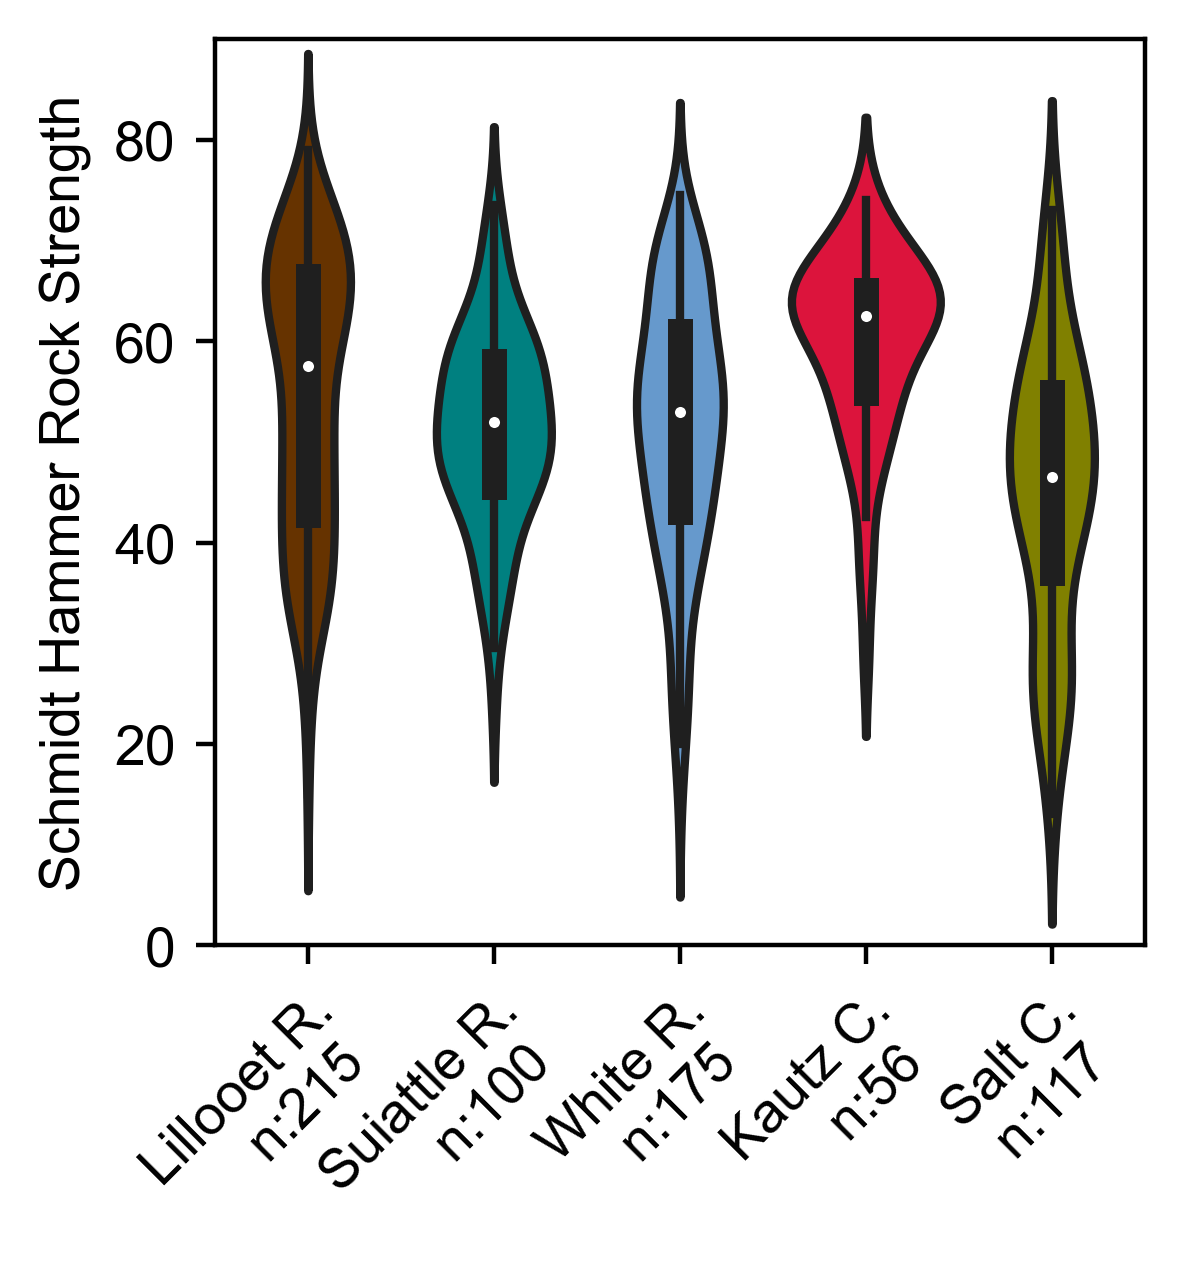 Schmidt Hammer Rock Strength
80
60
40
20
0
Lillooet R.
n:215
Suiattle R.
n:100
White R.
n:175
Kautz C.
n:56
Salt C.
n:117